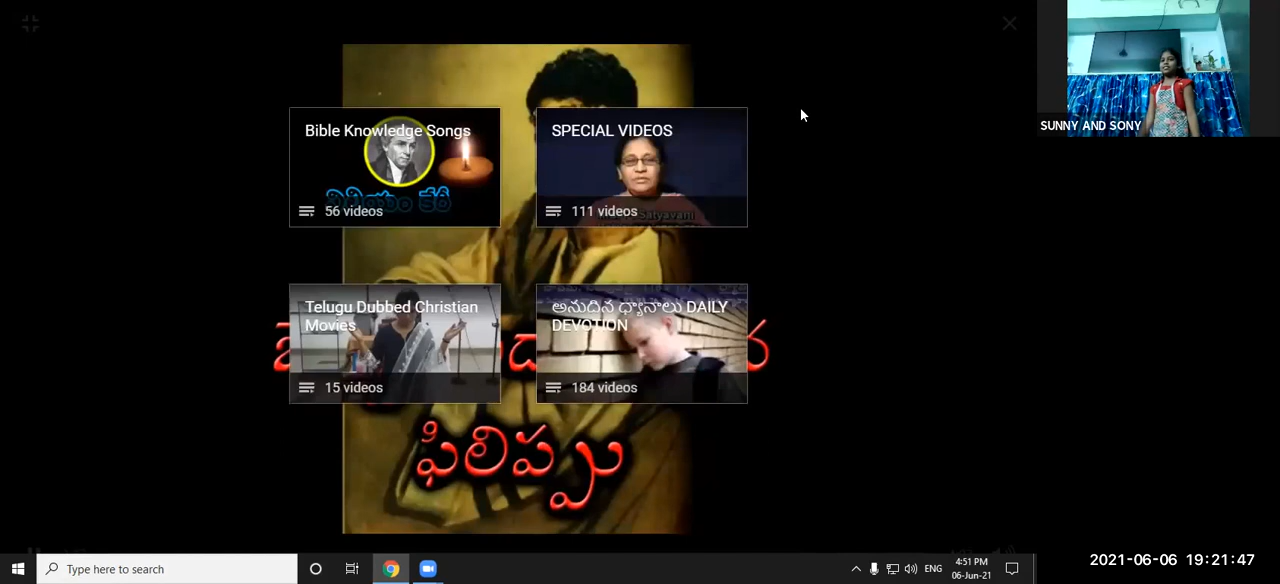 Bible Knowledge Songs
విలియం కేరీ
56 videos
SPECIAL VIDEOS
Satyavani
111 videos
SUNNY AND SONY
Telugu Dubbed Christian
Movies
15 videos
అనుదిన ధ్యానాలు DAILY
DEVOTION
184 videos
ఫిలిప్పు
Type here to search
ENG
4:51 PM
06-Jun-21
2021-06-06 19:21:47